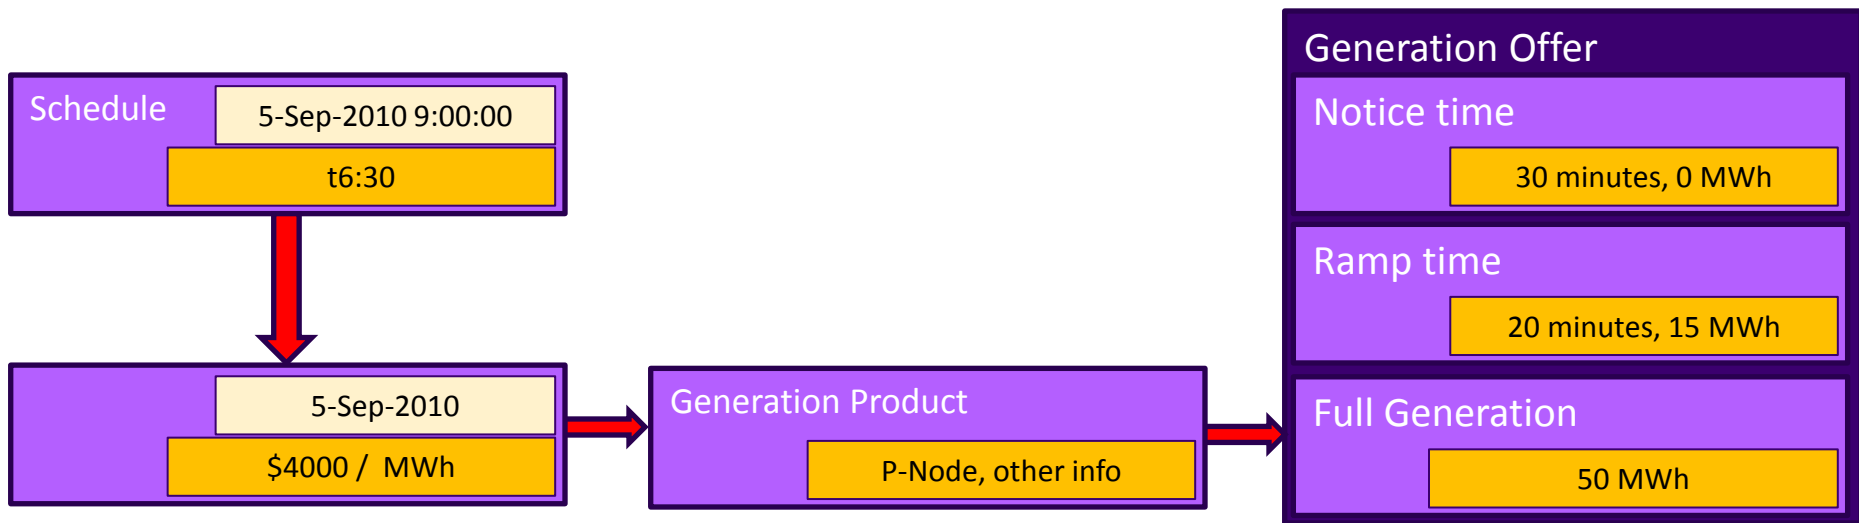 Schedule
5-Sep-2010 9:00:00
t6:30
5-Sep-2010
$4000 /  MWh
Generation Product
P-Node, other info
Generation Offer
Notice time
30 minutes, 0 MWh
Ramp time
20 minutes, 15 MWh
Full Generation
50 MWh